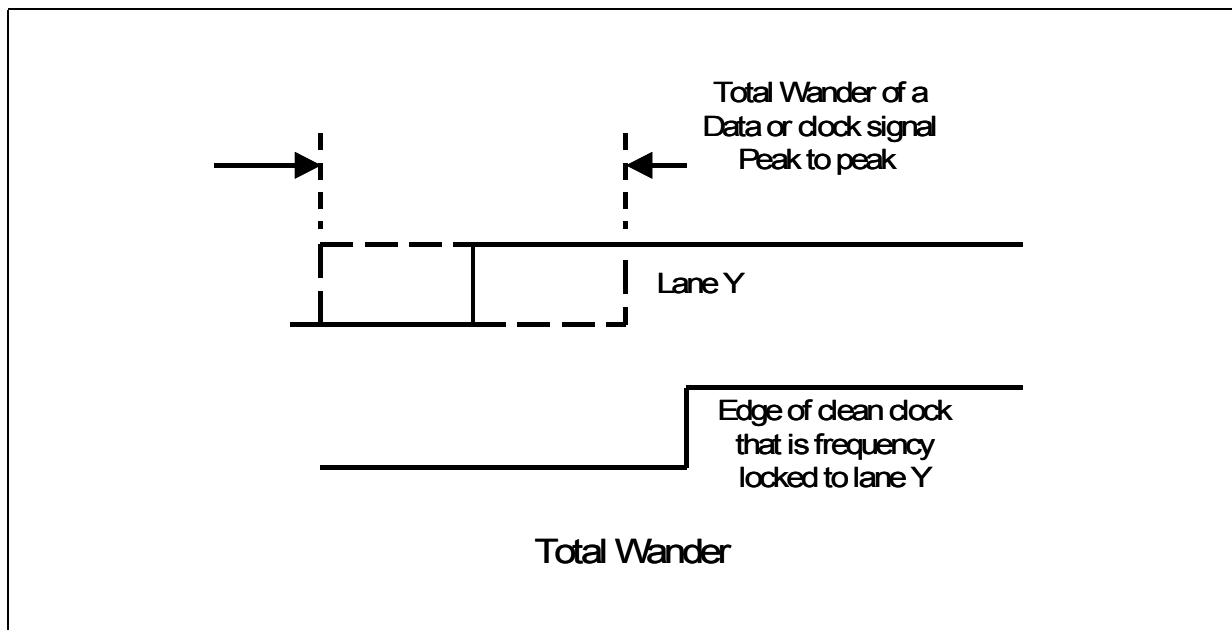 Total Wander of a
Data or clock signal
Peak to peak
Lane Y
Edge of clean clock
that is frequency
locked to lane Y
Total Wander